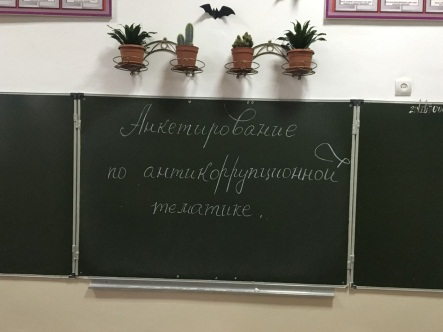 Анкетирование
по антикоррупционной
тематике.